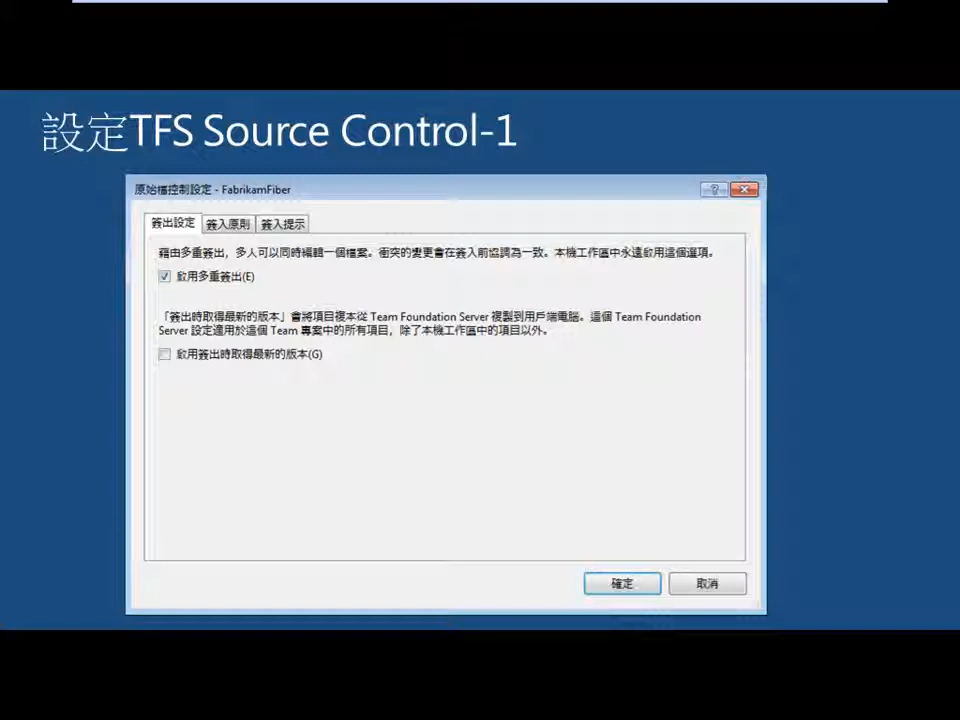 設定TFS Source Control-1
原始檔控制設定 - FabrikamFiber
簽出設定 簽入原則 簽入提示
藉由多重簽出，多人可以同時編輯一個檔案。衝突的變更會在簽入前協調為一致。本機工作區中永遠啟用這個選項。
啟用多重簽出(E)
「簽出時取得最新的版本」會將項目複本從 Team Foundation Server 複製到用戶端電腦。這個 Team Foundation
Server 設定適用於這個 Team 專案中的所有項目，除了本機工作區中的項目以外。
啟用簽出時取得最新的版本(G)
確定 取消